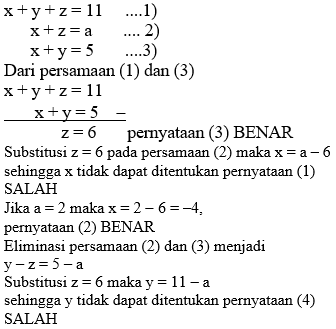 x + y + z = 11 ....1)
x + z = a .... 2)
x + y = 5 ....3)
Dari persamaan (1) dan (3)
x + y + z = 11
x + y = 5 –
z = 6 pernyataan (3) BENAR
Substitusi z = 6 pada persamaan (2) maka x = a – 6
sehingga x tidak dapat ditentukan pernyataan (1)
SALAH
Jika a = 2 maka x = 2 – 6 = –4,
pernyataan (2) BENAR
Eliminasi persamaan (2) dan (3) menjadi
y – z = 5 – a
Substitusi z = 6 maka y = 11 – a
sehingga y tidak dapat ditentukan pernyataan (4)
SALAH